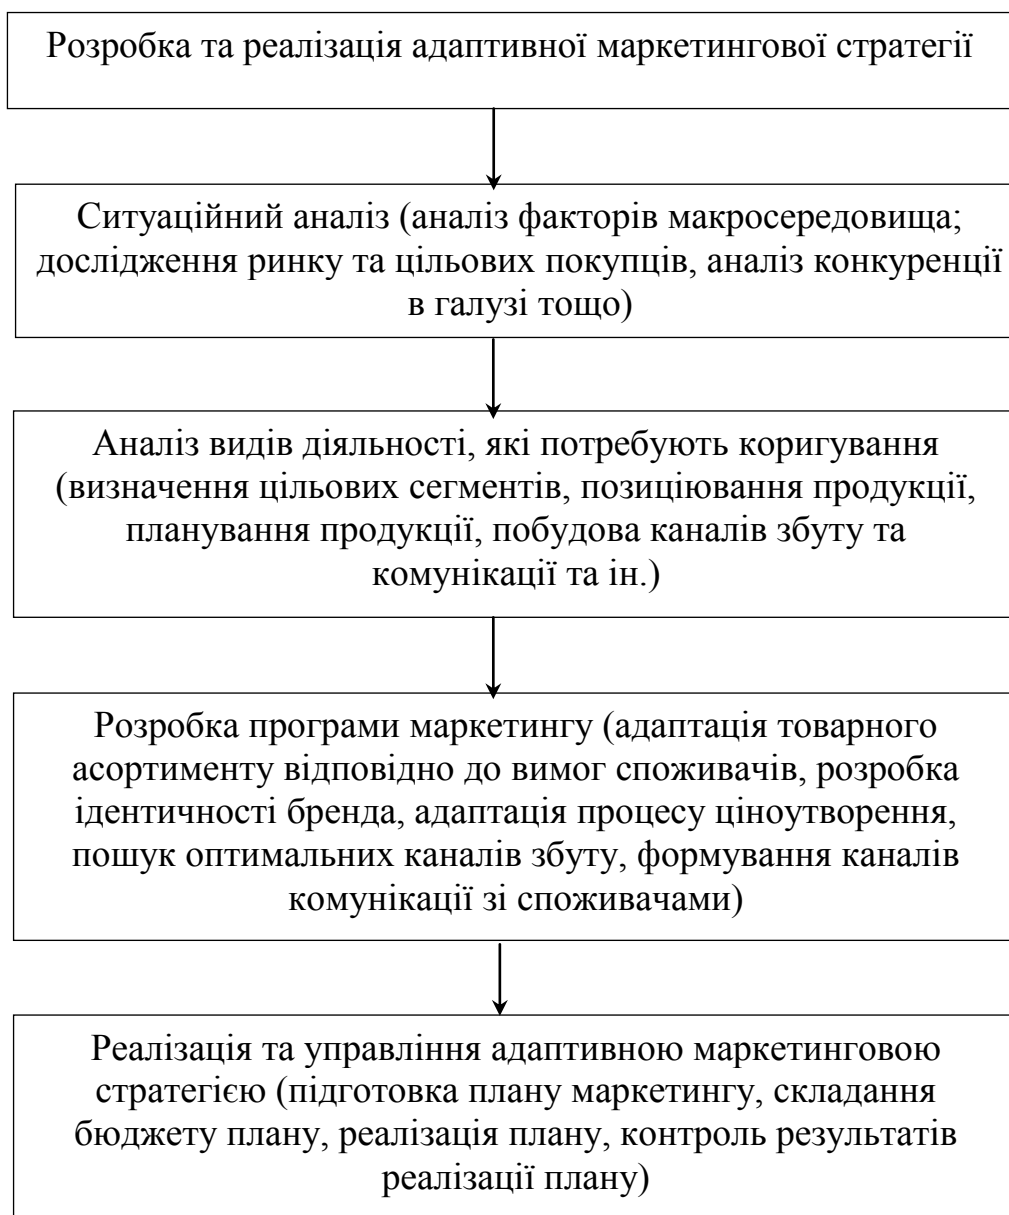 Розробка та реалізація адаптивної маркетингової стратегії
Ситуаційний аналіз (аналіз факторів макросередовища;
дослідження ринку та цільових покупців, аналіз конкуренції
в галузі тощо)
Аналіз видів діяльності, які потребують коригування
(визначення цільових сегментів, позиціювання продукції,
планування продукції, побудова каналів збуту та
комунікації та ін.)
Розробка програми маркетингу (адаптація товарного
асортименту відповідно до вимог споживачів, розробка
ідентичності бренда, адаптація процесу ціноутворення,
пошук оптимальних каналів збуту, формування каналів
комунікації зі споживачами)
Реалізація та управління адаптивною маркетинговою
стратегією (підготовка плану маркетингу, складання
бюджету плану, реалізація плану, контроль результатів
реалізації плану)